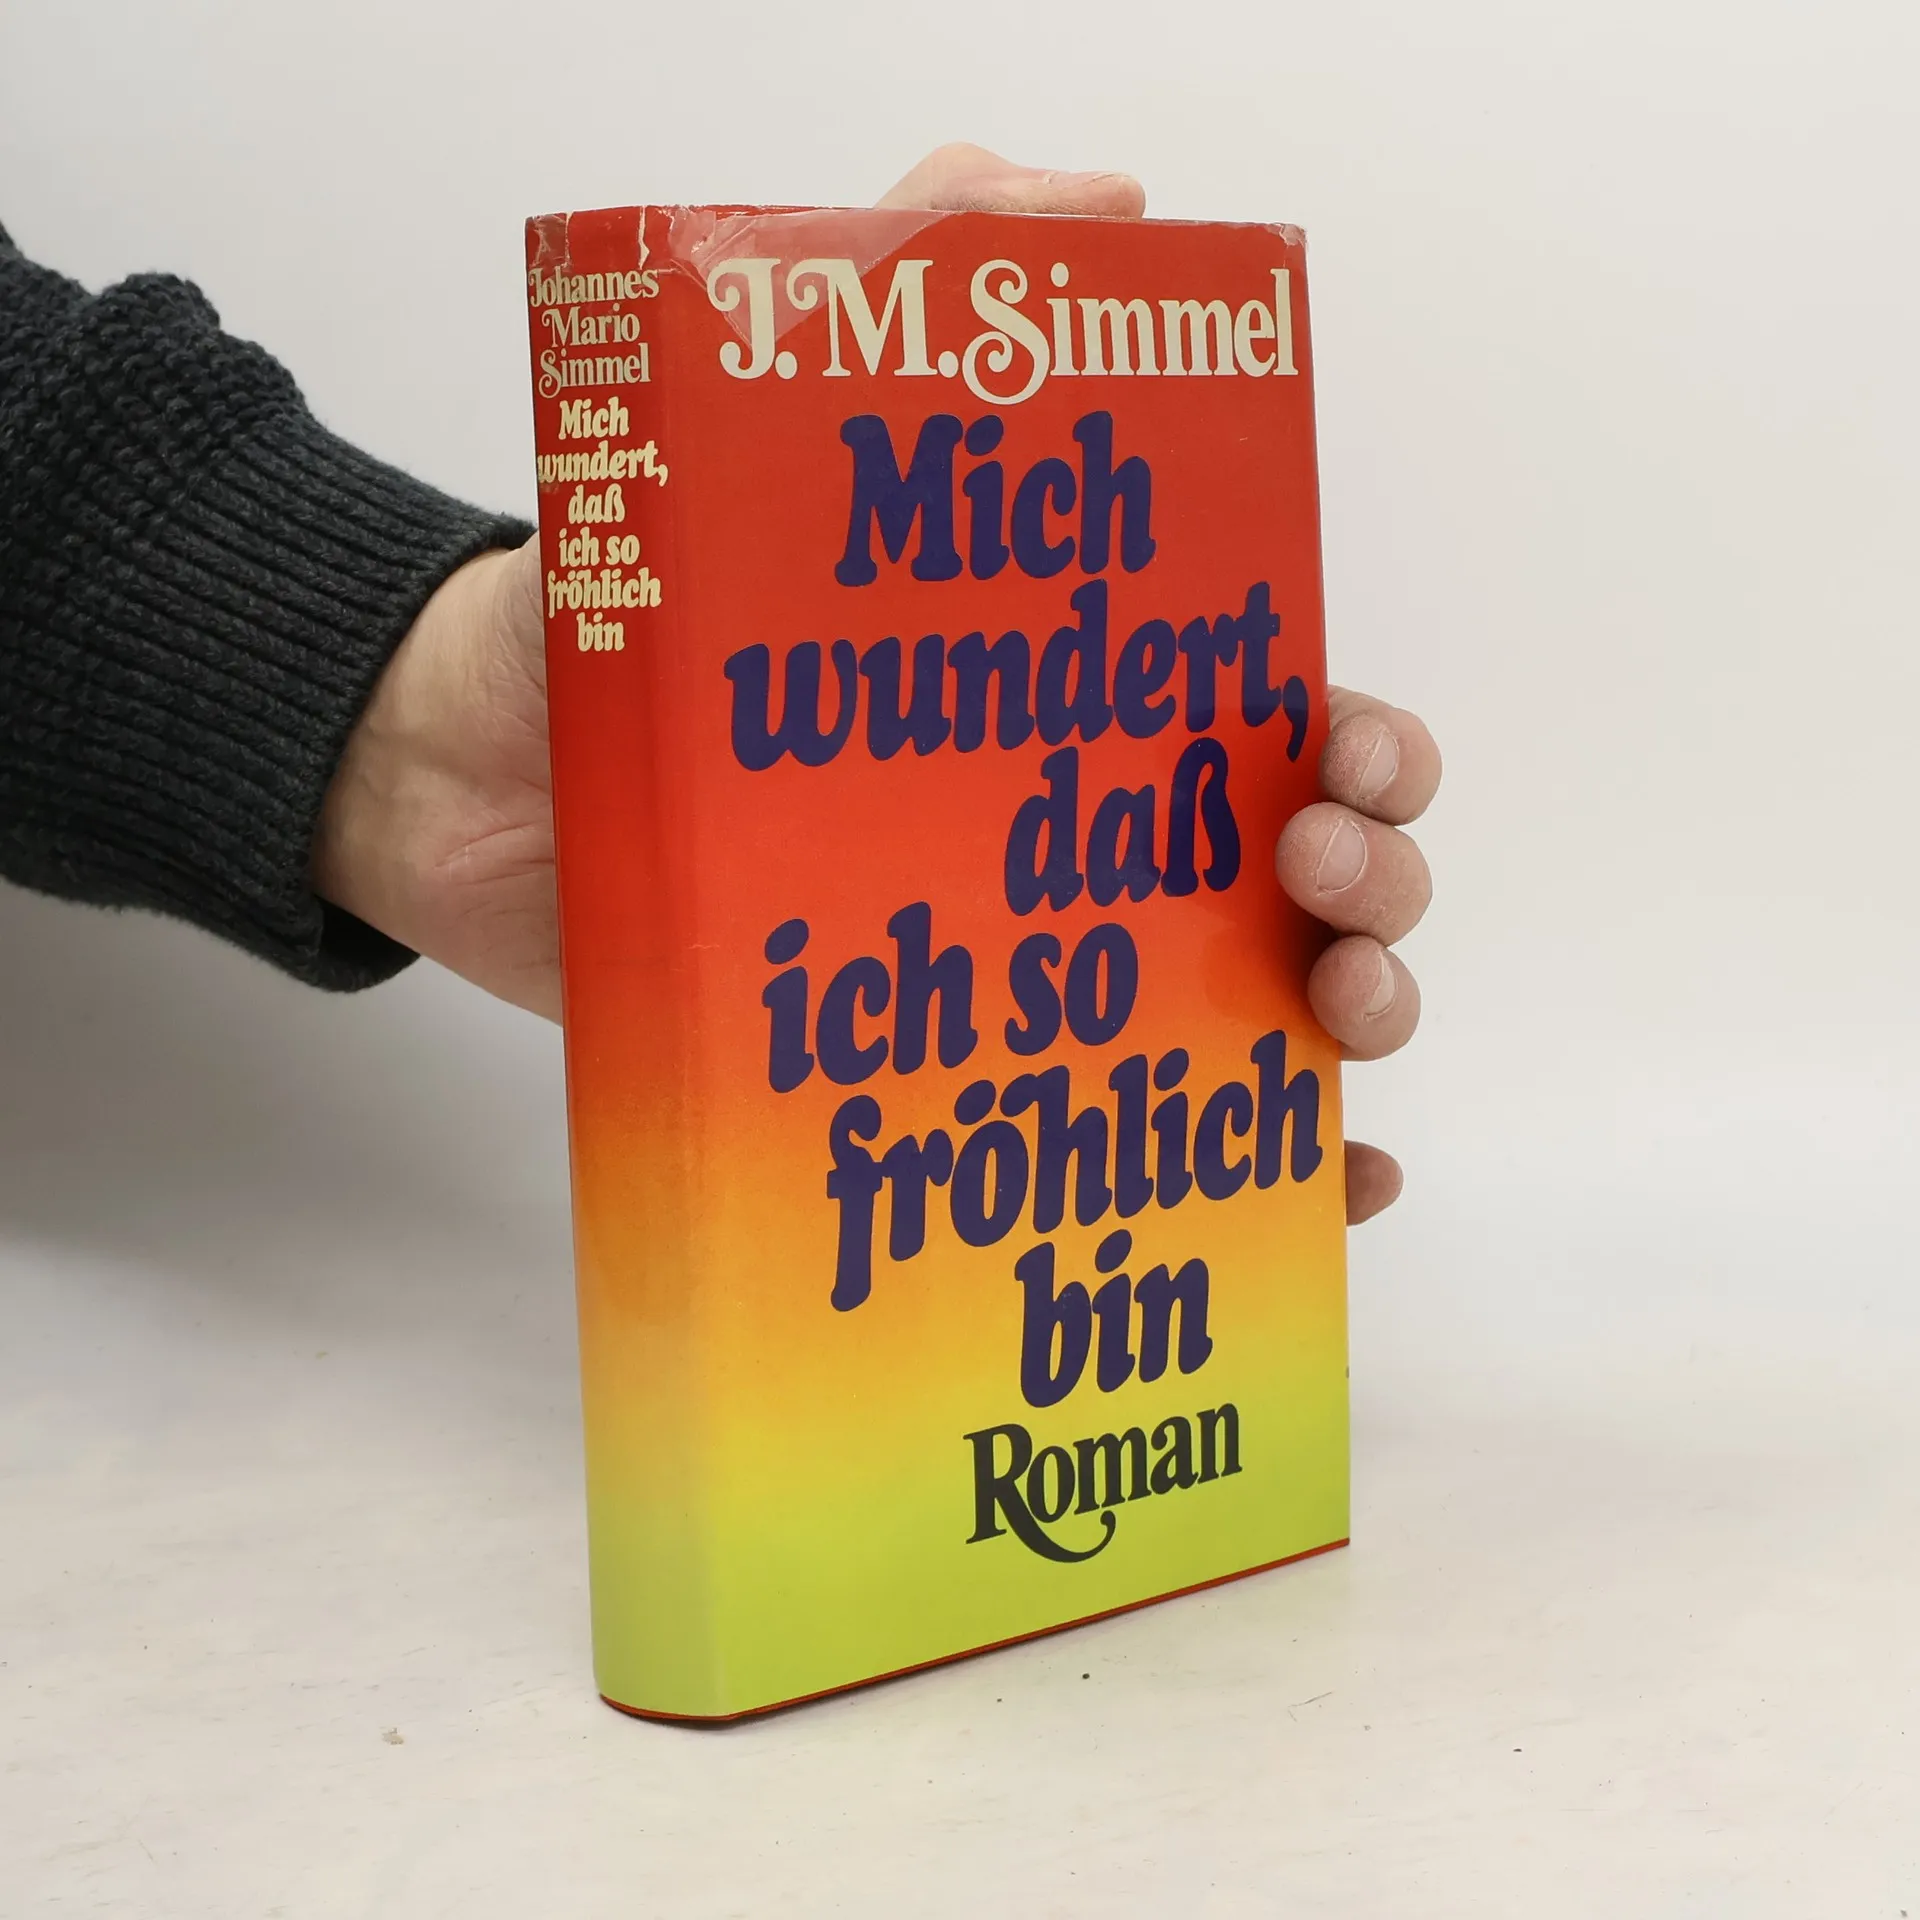 Johannes
Mario
Simmel
Mich
wundert,
daß
ich so
fröhlich
bin
J.M.Simmel
Mich
wundert,
daß
ich so
fröhlich
bin
Roman